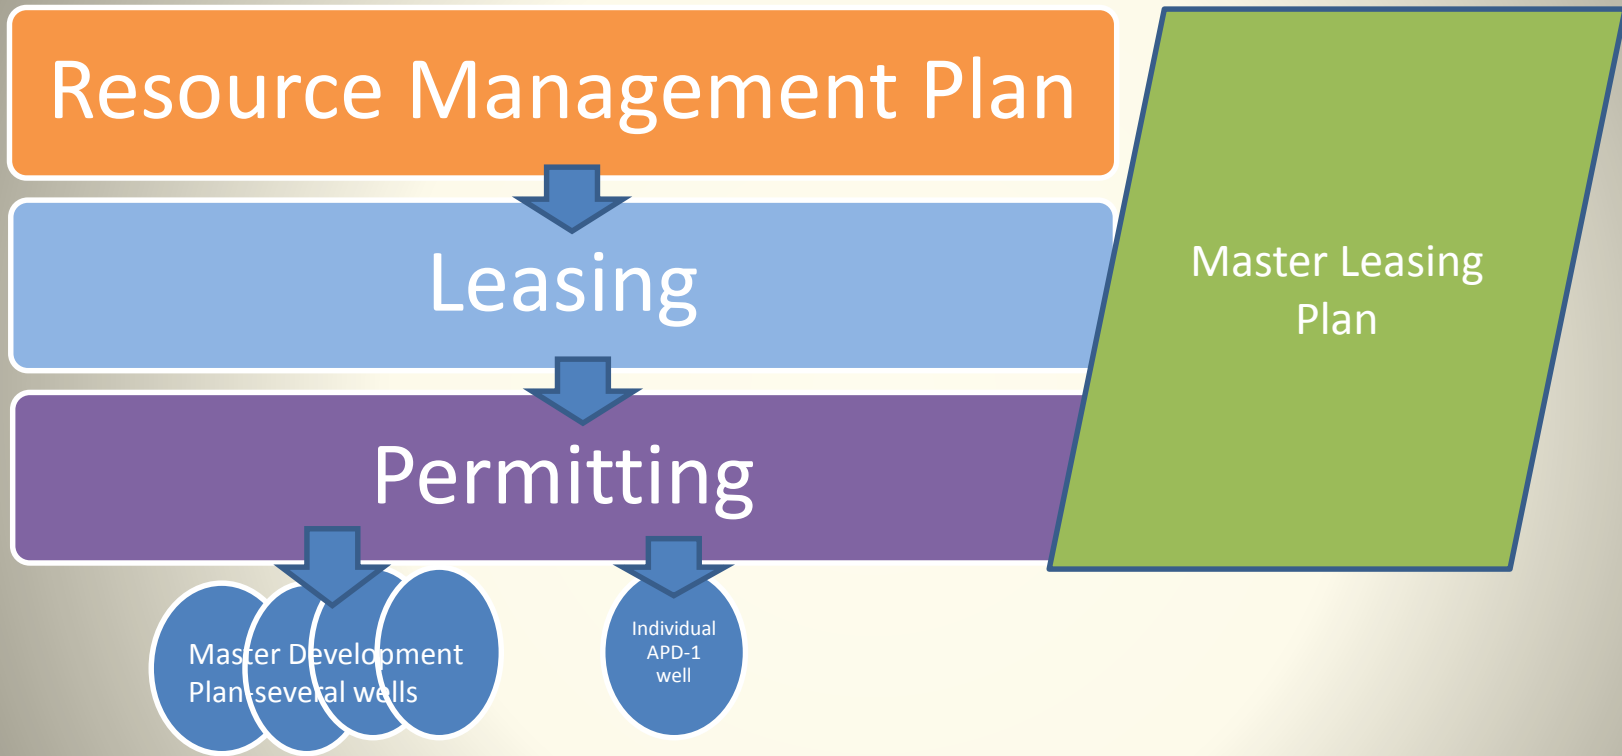 Resource Management Plan
Leasing
Permitting
Master Leasing
Plan
Master Development
Plan-several wells
Individual
APD-1
well